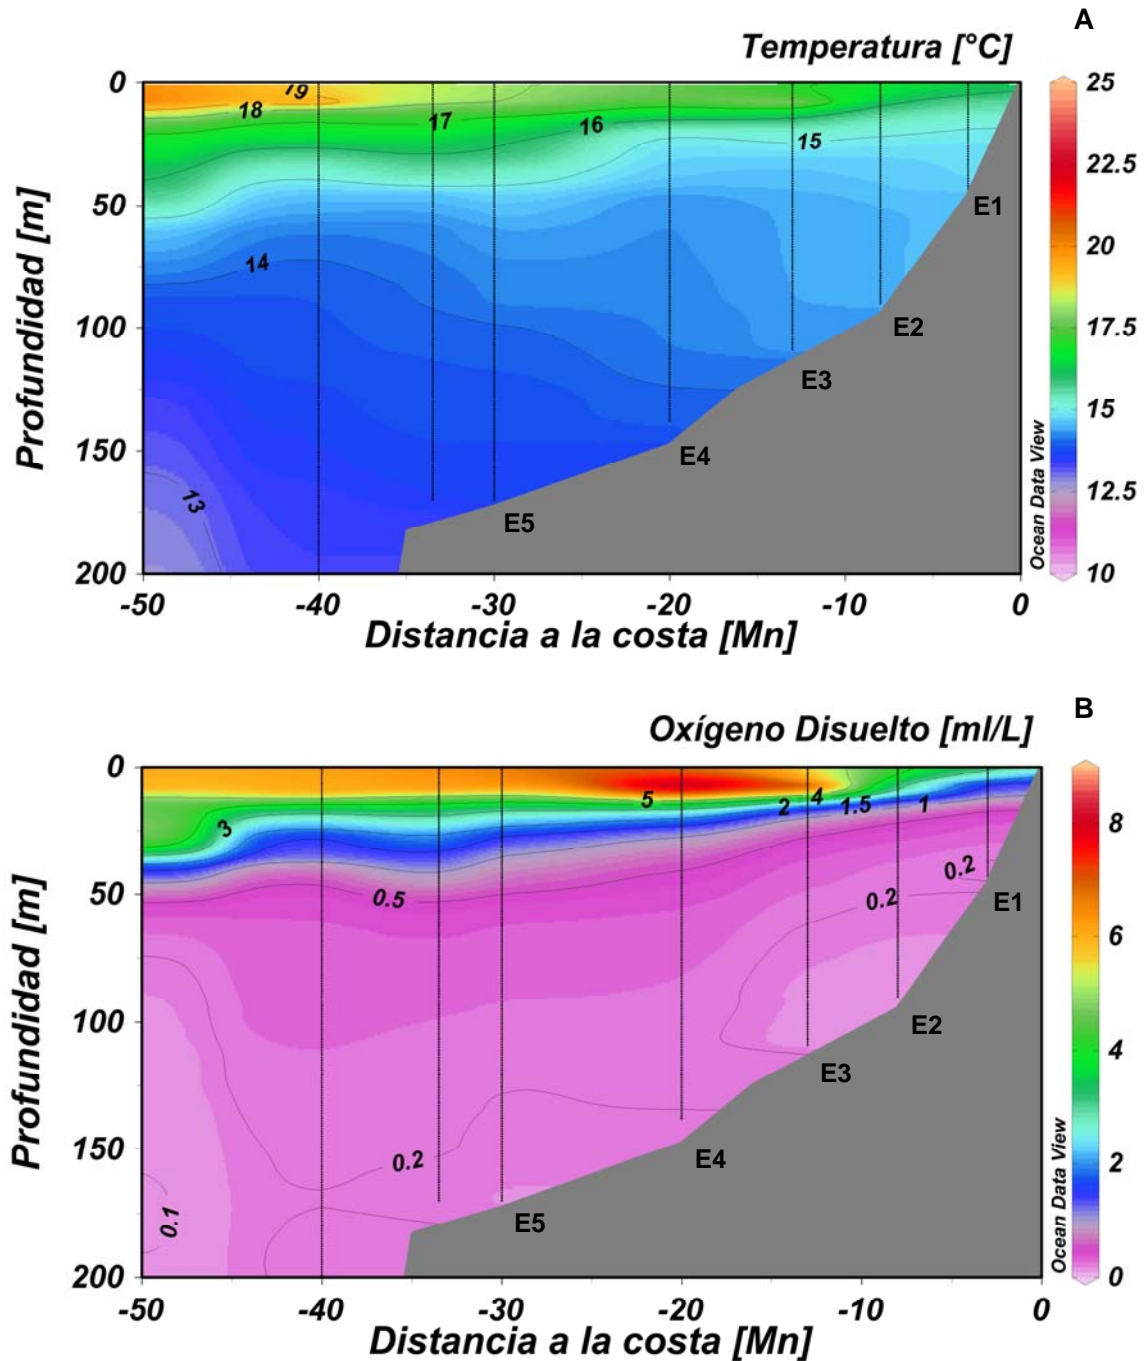 A
Temperatura [°C]
0
50
100
150
200
Profundidad [m]
19
18
17
16
15
14
13
E1
E2
E3
E4
E5
-50 -40 -30 -20 -10 0
Distancia a la costa [Mn]
25
22.5
20
17.5
15
12.5
10
Ocean Data View
B
Oxígeno Disuelto [ml/L]
0
50
100
150
200
Profundidad [m]
5
4
2
1.5
1
3
0.5
0.2
0.2
0.2
0.1
E1
E2
E3
E4
E5
-50 -40 -30 -20 -10 0
Distancia a la costa [Mn]
8
6
4
2
0
Ocean Data View